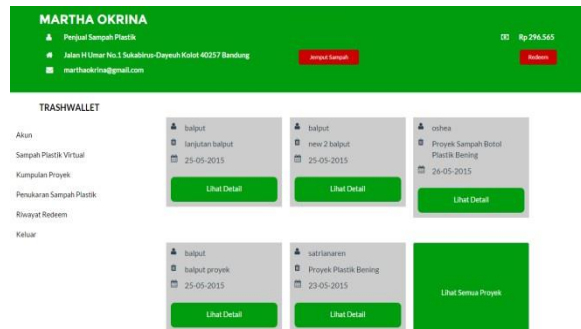 MARTHA OKRINA
Penjual Sampah Plastik
Rp 296.565
Jalan H Umar No.1 Sukabirus-Dayeuh Kolot 40257 Bandung
Jemput Sampah
Redeem
marthaokrina@gmail.com
TRASHWALLET
Akun
Sampah Plastik Virtual
Kumpulan Proyek
Penukaran Sampah Plastik
Riwayat Redeem
Keluar
balput
lanjutan balput
25-05-2015
Lihat Detail
balput
new 2 balput
25-05-2015
Lihat Detail
oshea
Proyek Sampah Botol
Plastik Bening
26-05-2015
Lihat Detail
balput
balput proyek
25-05-2015
Lihat Detail
satrianaren
Proyek Plastik Bening
23-05-2015
Lihat Detail
Lihat Semua Proyek